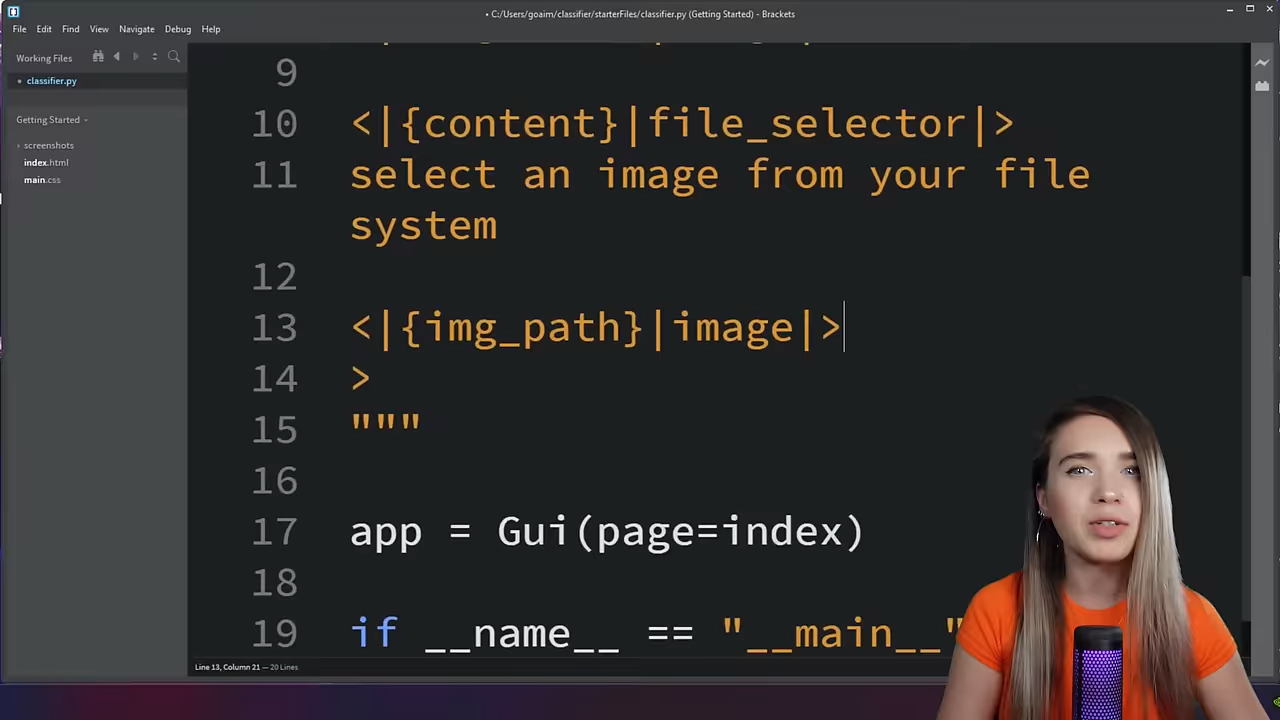 • C:/Users/goaim/classifier/starterFiles/classifier.py (Getting Started) - Brackets
File Edit Find View Navigate Debug Help
Working Files
• classifier.py
Getting Started
screenshots
index.html
main.css
9
10 <|{content}|file_selector|>
11 select an image from your file
system
12
13 <|{img_path}|image|>
14 >
15 """
16
17 app = Gui(page=index)
18
19 if __name__ == "__main__"
Line 13, Column 21 — 20 Lines